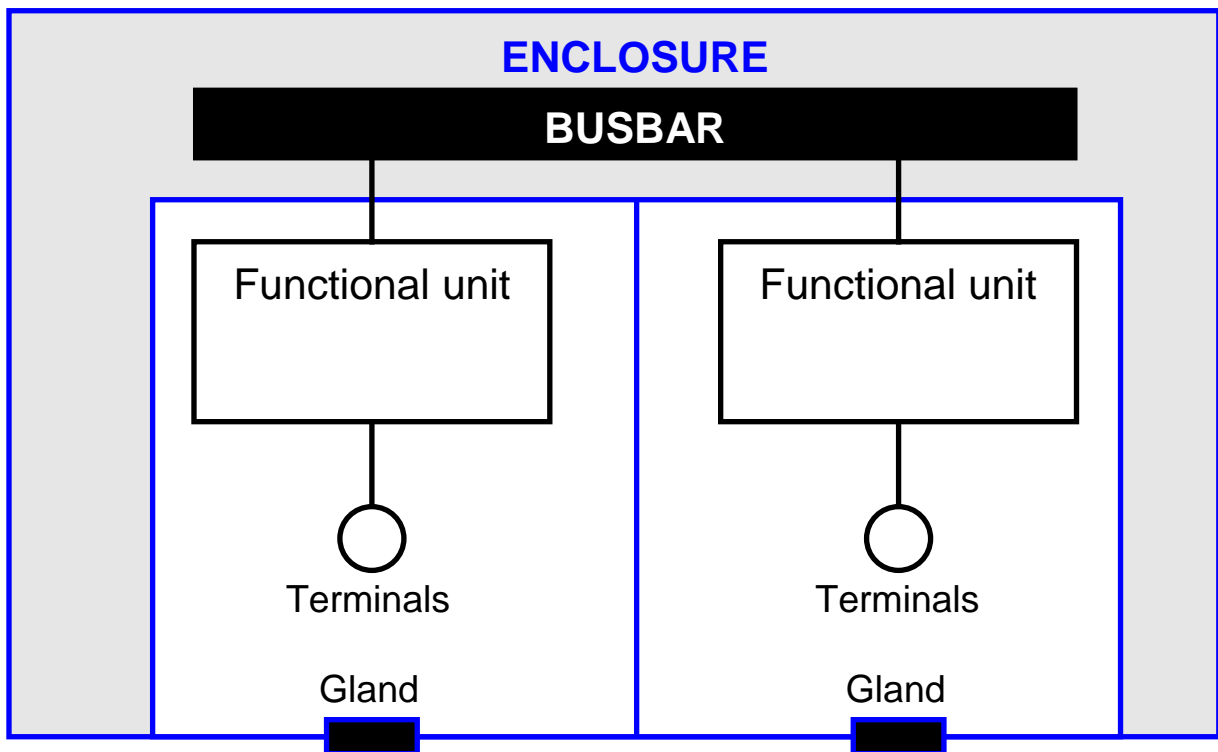 ENCLOSURE
BUSBAR
Functional unit
Functional unit
Terminals
Terminals
Gland
Gland